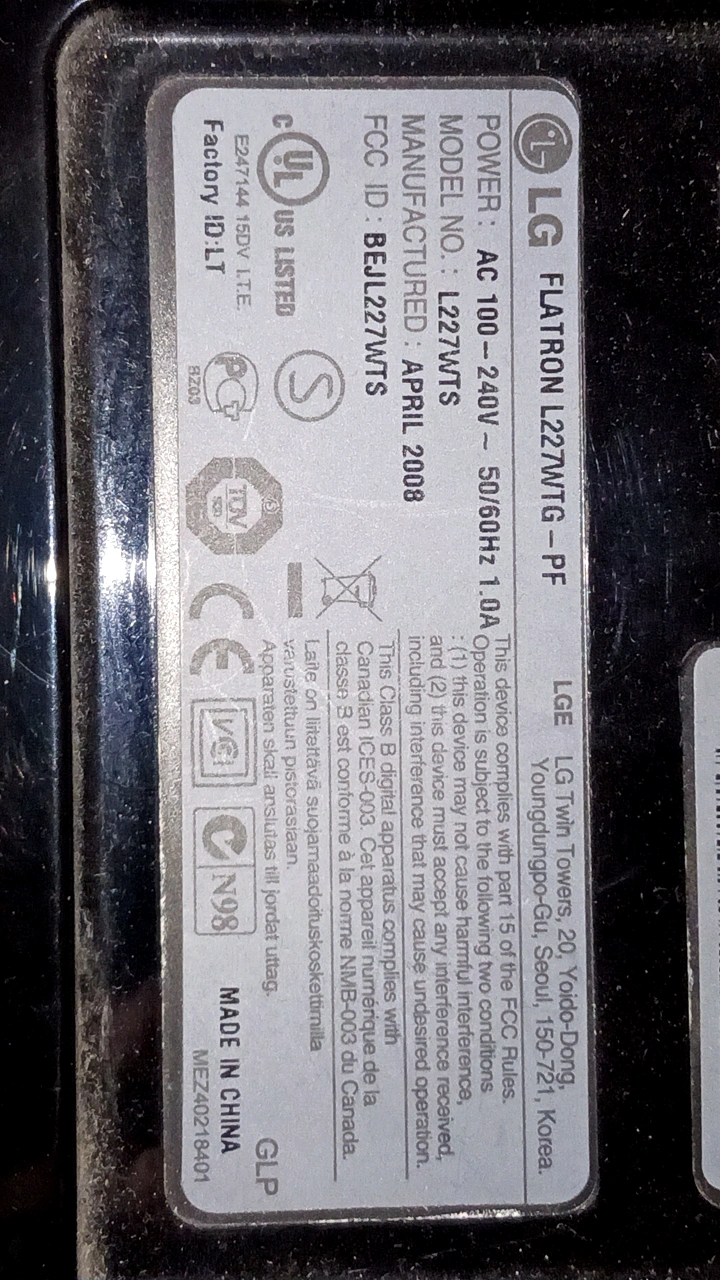 LG FLATRON L227WTG-PF
LGE LG Twin Towers, 20, Yoido-Dong,
Youngdungpo-Gu, Seoul, 150-721, Korea.
POWER : AC 100~240V~ 50/60Hz 1.0A
MODEL NO. : L227WTS
MANUFACTURED : APRIL 2008
FCC ID : BEJL227WTS
This device complies with part 15 of the FCC Rules.
Operation is subject to the following two conditions
: (1) this device may not cause harmful interference,
and (2) this device must accept any interference received,
including interference that may cause undesired operation.
This Class B digital apparatus complies with
Canadian ICES-003. Cet appareil numérique de la
classe B est conforme à la norme NMB-003 du Canada.
Laite on liitettävä suojamaadoituskoskettimilla
varustettuun pistorasiaan.
Apparaten skall anslutas till jordat uttag.
C UL US LISTED
E247144 15DV I.T.E.
Factory ID:LT
S
PCT
TÜV
CE
VCI
N98
GLP
MADE IN CHINA
MEZ40218401